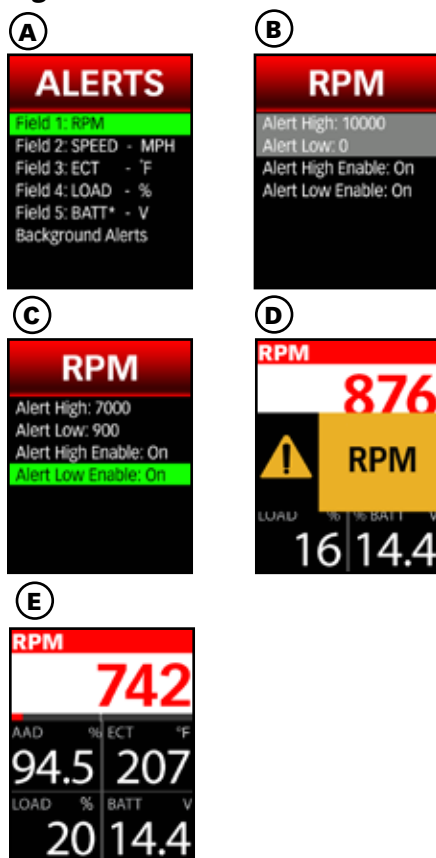 A
ALERTS
Field 1: RPM
Field 2: SPEED - MPH
Field 3: ECT - °F
Field 4: LOAD - %
Field 5: BATT* - V
Background Alerts
B
RPM
Alert High: 10000
Alert Low: 0
Alert High Enable: On
Alert Low Enable: On
C
RPM
Alert High: 7000
Alert Low: 900
Alert High Enable: On
Alert Low Enable: On
D
RPM
876
RPM
LOAD % % BATT V
16 14.4
E
RPM
742
AAD % ECT °F
94.5 207
LOAD % BATT V
20 14.4